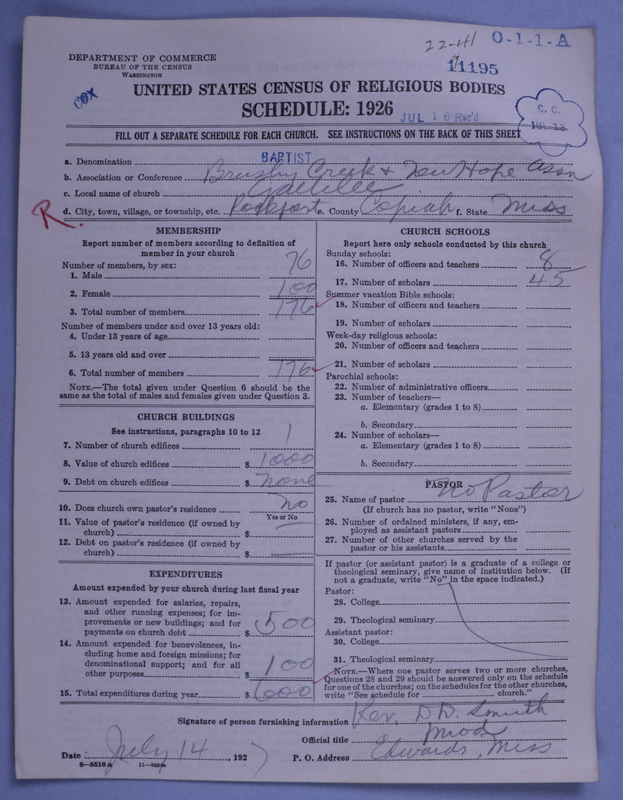 22-41 O-1-1-A
DEPARTMENT OF COMMERCE
BUREAU OF THE CENSUS
WASHINGTON
11195
COX
UNITED STATES CENSUS OF RELIGIOUS BODIES
SCHEDULE: 1926
JUL 18 Rec'd
C. C.
JUL 18
FILL OUT A SEPARATE SCHEDULE FOR EACH CHURCH. SEE INSTRUCTIONS ON THE BACK OF THIS SHEET
a. Denomination BAPTIST
b. Association or Conference Brushy Creek & New Hope Assn
c. Local name of church Gallilee
R.
d. City, town, village, or township, etc. Rockport e. County Copiah f. State Miss
MEMBERSHIP
Report number of members according to definition of
member in your church
Number of members, by sex:
1. Male 76
2. Female 100
3. Total number of members 176
Number of members under and over 13 years old:
4. Under 13 years of age
5. 13 years old and over
6. Total number of members 176
NOTE.—The total given under Question 6 should be the
same as the total of males and females given under Question 3.
CHURCH BUILDINGS
See instructions, paragraphs 10 to 12
7. Number of church edifices 1
8. Value of church edifices $ 1000
9. Debt on church edifices $ none
10. Does church own pastor's residence no
Yes or No
11. Value of pastor's residence (if owned by
church) $
12. Debt on pastor's residence (if owned by
church) $
EXPENDITURES
Amount expended by your church during last fiscal year
13. Amount expended for salaries, repairs,
and other running expenses; for im-
provements or new buildings; and for
payments on church debt $ 500
14. Amount expended for benevolences, in-
cluding home and foreign missions; for
denominational support; and for all
other purposes $ 100
15. Total expenditures during year $ 600
CHURCH SCHOOLS
Report here only schools conducted by this church
Sunday schools:
16. Number of officers and teachers 8
17. Number of scholars 45
Summer vacation Bible schools:
18. Number of officers and teachers
19. Number of scholars
Week-day religious schools:
20. Number of officers and teachers
21. Number of scholars
Parochial schools:
22. Number of administrative officers
23. Number of teachers—
a. Elementary (grades 1 to 8)
b. Secondary
24. Number of scholars—
a. Elementary (grades 1 to 8)
b. Secondary
PASTOR
25. Name of pastor No Pastor
(If church has no pastor, write "None")
26. Number of ordained ministers, if any, em-
ployed as assistant pastors
27. Number of other churches served by the
pastor or his assistants
If pastor (or assistant pastor) is a graduate of a college or
theological seminary, give name of institution below. (If
not a graduate, write "No" in the space indicated.)
Pastor:
28. College
29. Theological seminary
Assistant pastor:
30. College
31. Theological seminary
NOTE.—Where one pastor serves two or more churches,
Questions 28 and 29 should be answered only on the schedule
for one of the churches; on the schedules for the other churches,
write "See schedule for church."
Signature of person furnishing information Rev. D. D. Smith
Official title Mod
Date July 14, 1927 P. O. Address Edwards, Miss